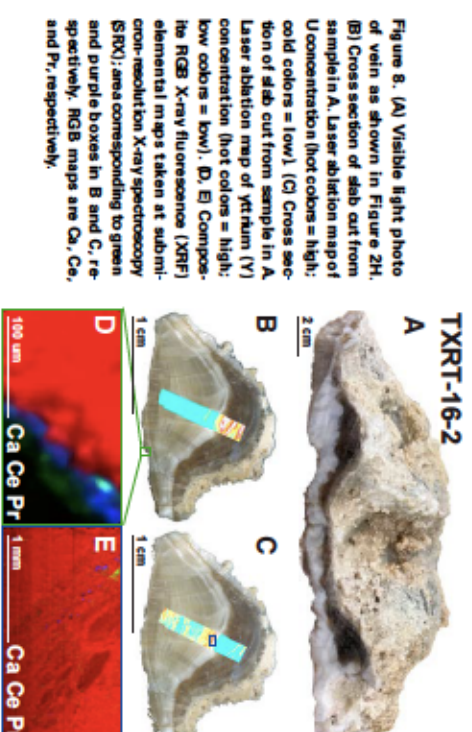 Figure 8. (A) Visible light photo
of vein as shown in Figure 2H.
(B) Cross section of slab cut from
sample in A. Laser ablation map of
U concentration (hot colors = high;
cold colors = low). (C) Cross sec-
tion of slab cut from sample in A.
Laser ablation map of yttrium (Y)
concentration (hot colors = high;
low colors = low). (D, E) Compos-
ite RGB X-ray fluorescence (XRF)
elemental maps taken at submi-
cron-resolution X-ray spectroscopy
(SRX); area corresponding to green
and purple boxes in B and C, re-
spectively. RGB maps are Ca, Ce,
and Pr, respectively.
TXRT-16-2
A
2 cm
B
1 cm
C
1 cm
D
100 um
Ca Ce Pr
E
1 mm
Ca Ce P